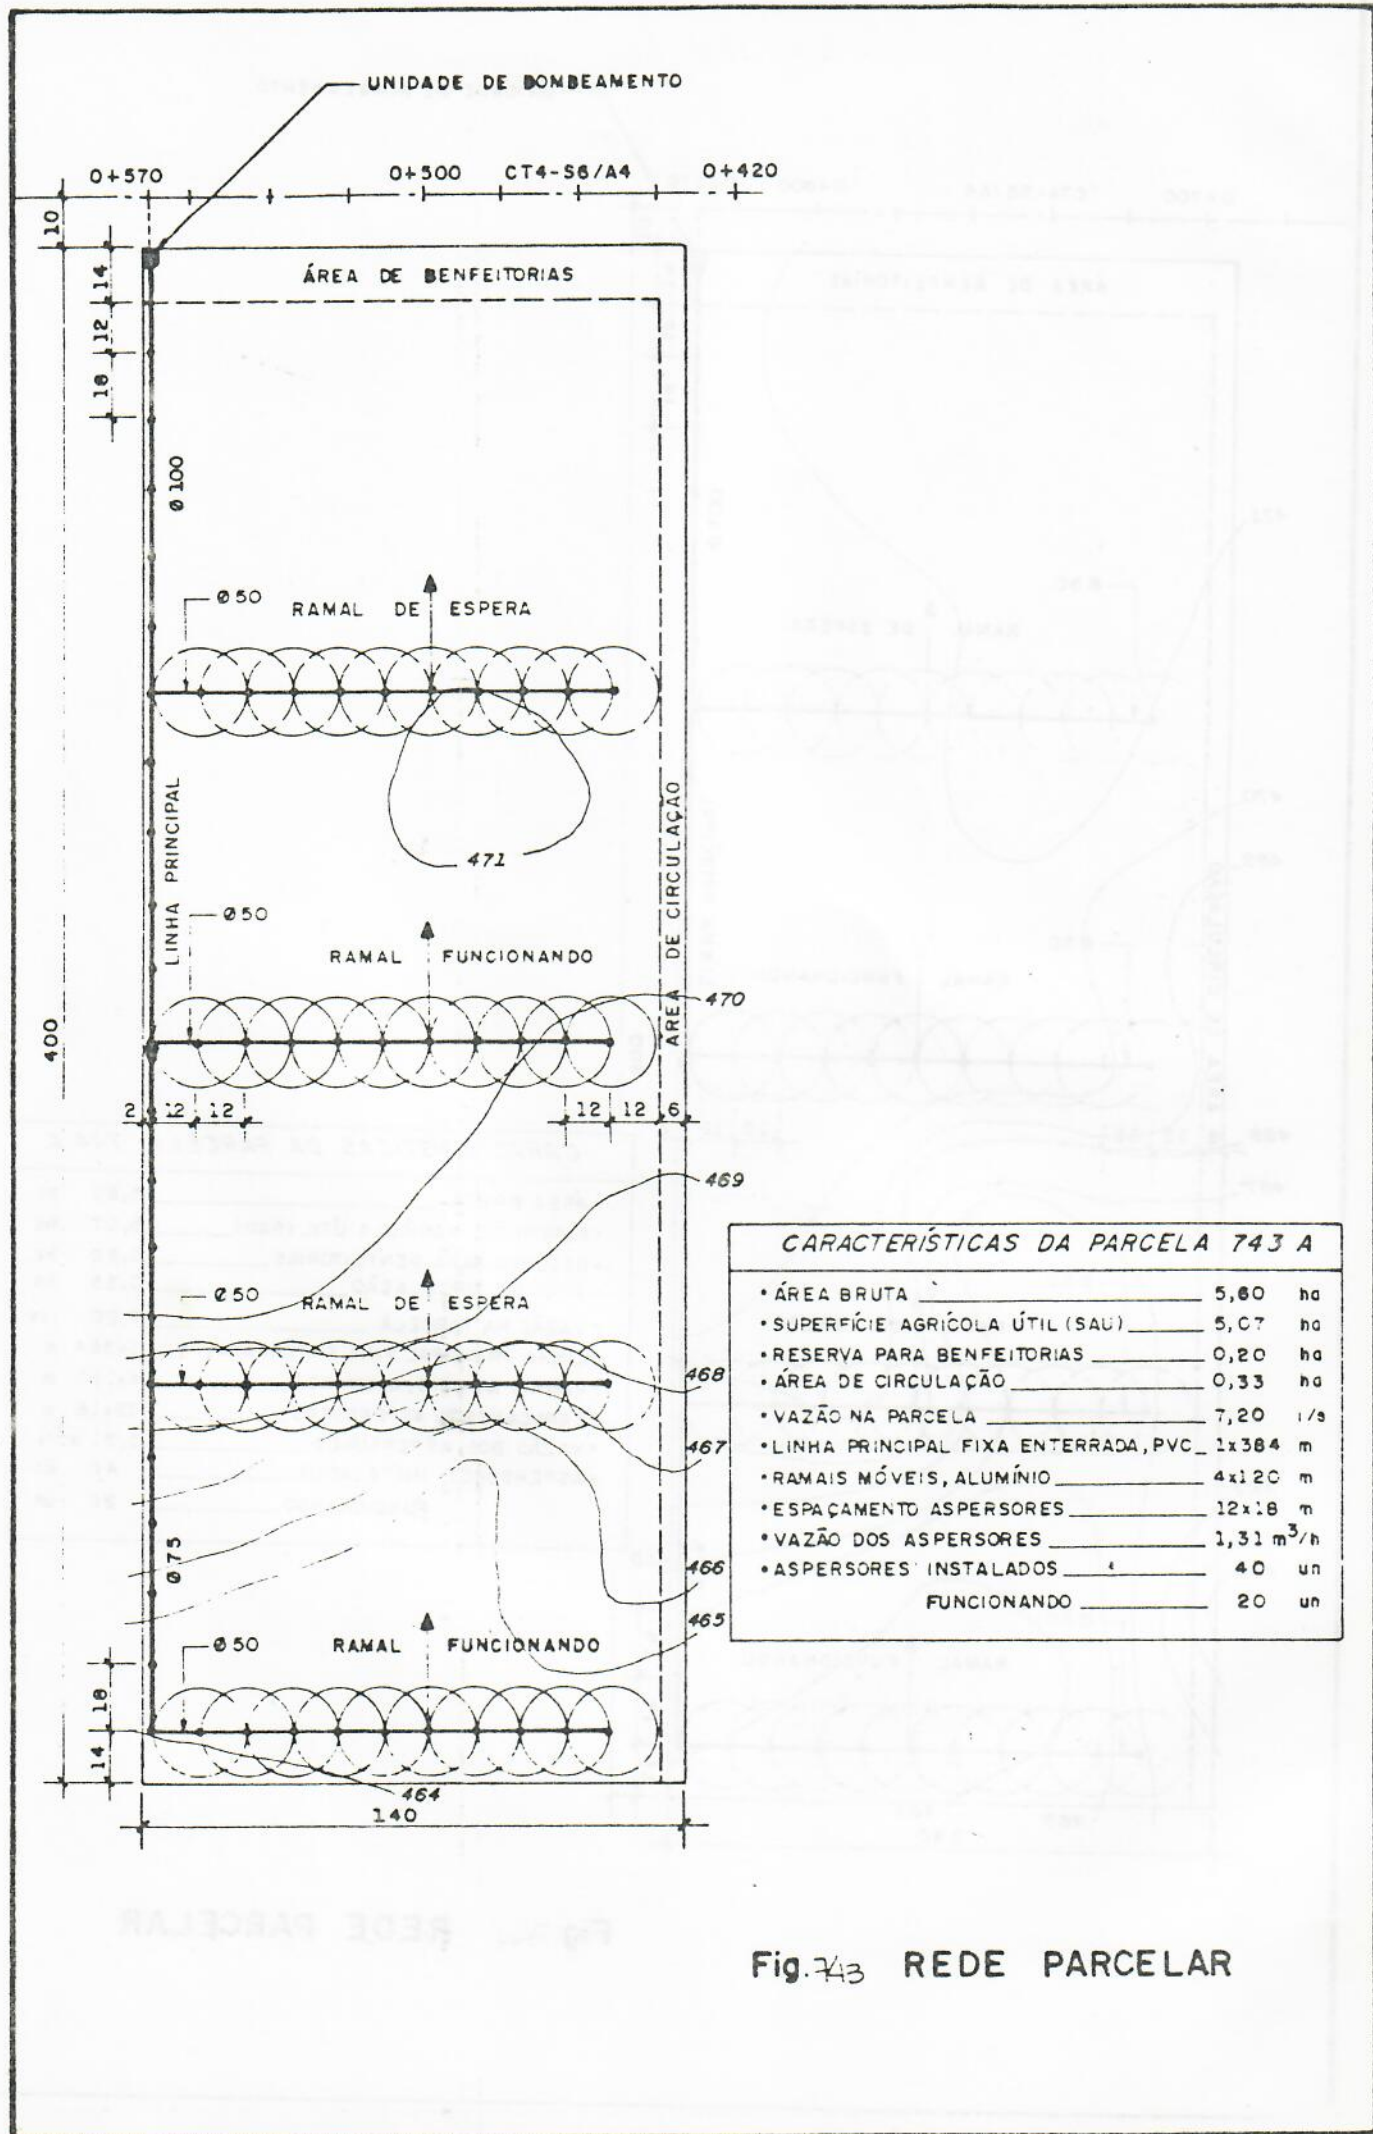 UNIDADE DE BOMBEAMENTO
0+570 0+500 CT4-S6/A4 0+420
10
14
ÁREA DE BENFEITORIAS
12
18
Ø 100
Ø 50 RAMAL DE ESPERA
LINHA PRINCIPAL
471
ÁREA DE CIRCULAÇÃO
Ø 50
RAMAL FUNCIONANDO
470
400
2 12 12 12 12 6
469
Ø 50 RAMAL DE ESPERA
468
467
Ø 75
466
465
Ø 50 RAMAL FUNCIONANDO
18
14
464
140
CARACTERÍSTICAS DA PARCELA 743 A
• ÁREA BRUTA 5,60 ha
• SUPERFÍCIE AGRÍCOLA ÚTIL (SAU) 5,07 ha
• RESERVA PARA BENFEITORIAS 0,20 ha
• ÁREA DE CIRCULAÇÃO 0,33 ha
• VAZÃO NA PARCELA 7,20 l/s
• LINHA PRINCIPAL FIXA ENTERRADA, PVC 1x384 m
• RAMAIS MÓVEIS, ALUMÍNIO 4x120 m
• ESPAÇAMENTO ASPERSORES 12x18 m
• VAZÃO DOS ASPERSORES 1,31 m³/h
• ASPERSORES INSTALADOS 40 un
FUNCIONANDO 20 un
Fig. 743 REDE PARCELAR